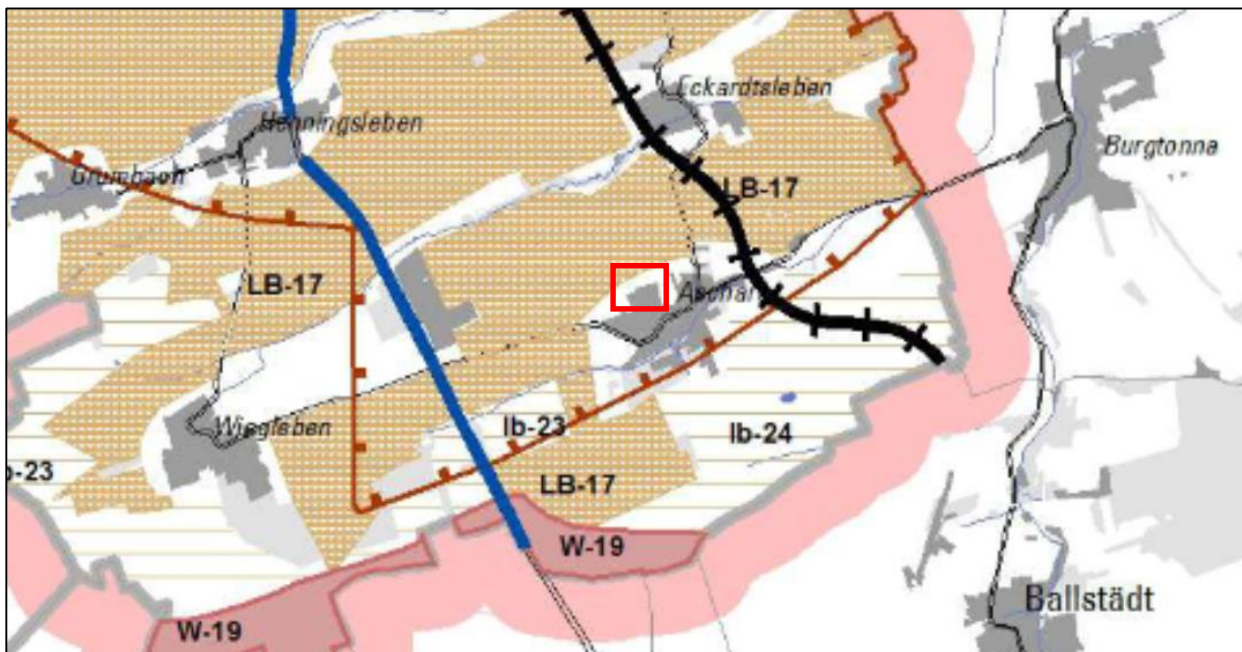 Eckardtsleben
Henningsleben
Burgtonna
Grumbach
LB-17
LB-17
Aschar
Wiegleben
lb-23
lb-24
b-23
LB-17
W-19
Ballstädt
W-19